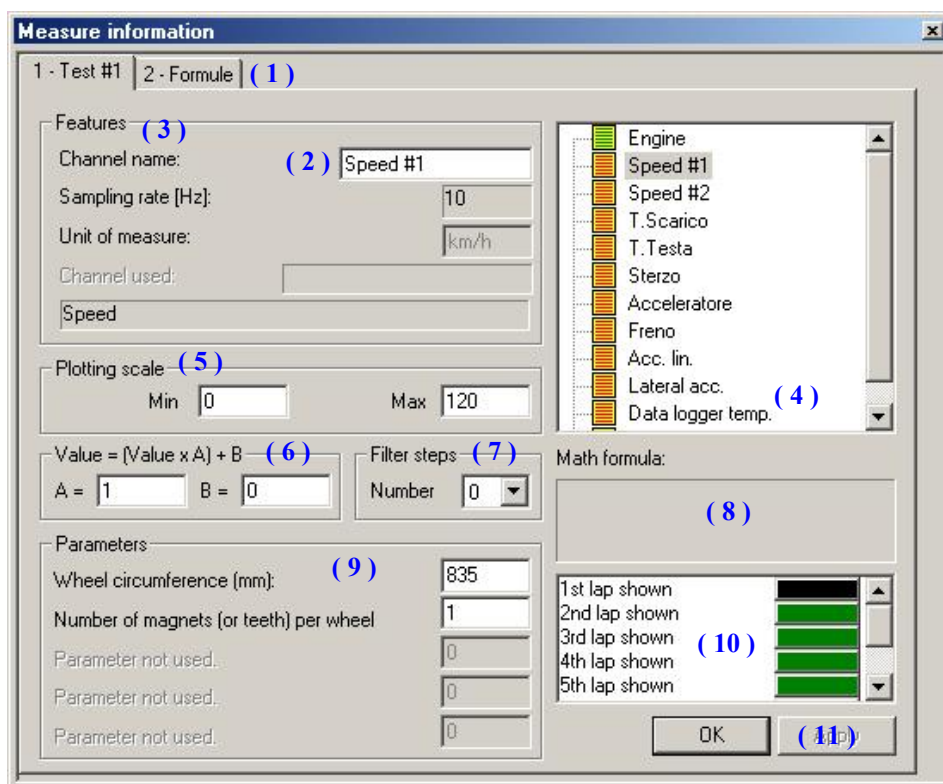 Measure information
1 - Test #1 2 - Formule ( 1 )
Features ( 3 )
Channel name: ( 2 ) Speed #1
Sampling rate [Hz]: 10
Unit of measure: km/h
Channel used:
Speed
Plotting scale ( 5 )
Min 0 Max 120
Value = (Value x A) + B ( 6 )
A = 1 B = 0
Filter steps ( 7 )
Number 0
Parameters
Wheel circumference (mm): ( 9 ) 835
Number of magnets (or teeth) per wheel 1
Parameter not used. 0
Parameter not used. 0
Parameter not used. 0
Engine
Speed #1
Speed #2
T.Scarico
T.Testa
Sterzo
Acceleratore
Freno
Acc. lin.
Lateral acc.
( 4 )
Data logger temp.
Math formula:
( 8 )
1st lap shown
2nd lap shown
3rd lap shown
( 10 )
4th lap shown
5th lap shown
OK Apply ( 11 )